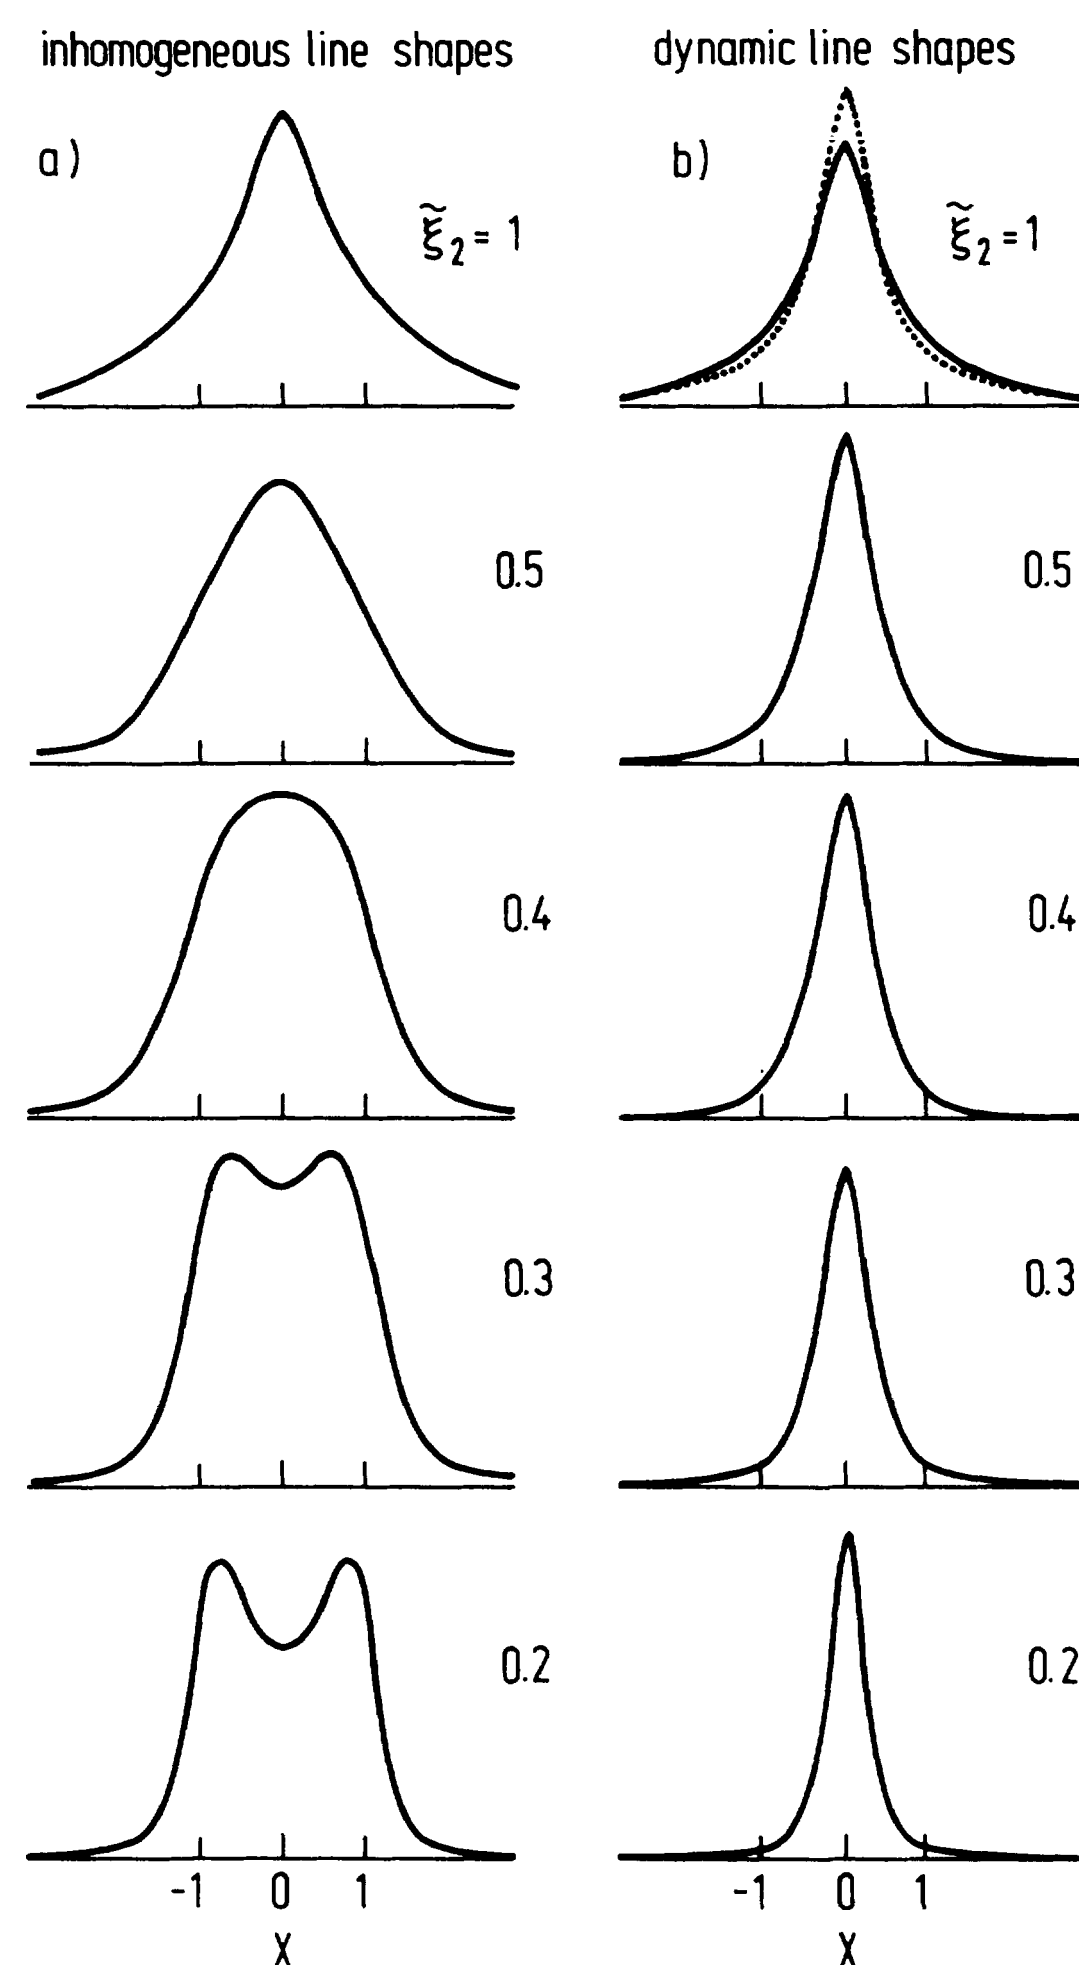 inhomogeneous line shapes
dynamic line shapes
a)
b)
ξ̃₂ = 1
ξ̃₂ = 1
0.5
0.5
0.4
0.4
0.3
0.3
0.2
0.2
-1 0 1
-1 0 1
X
X